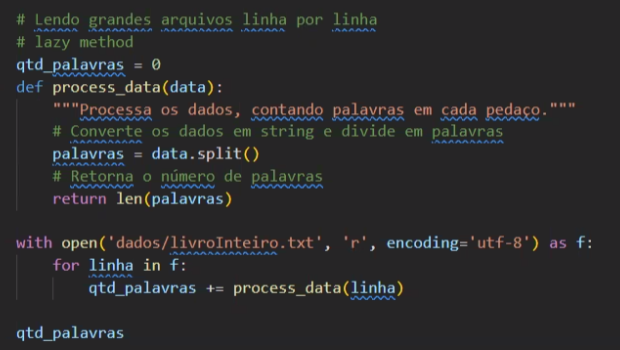 # Lendo grandes arquivos linha por linha
# lazy method
qtd_palavras = 0
def process_data(data):
    """Processa os dados, contando palavras em cada pedaço."""
    # Converte os dados em string e divide em palavras
    palavras = data.split()
    # Retorna o número de palavras
    return len(palavras)

with open('dados/livroInteiro.txt', 'r', encoding='utf-8') as f:
    for linha in f:
        qtd_palavras += process_data(linha)

qtd_palavras